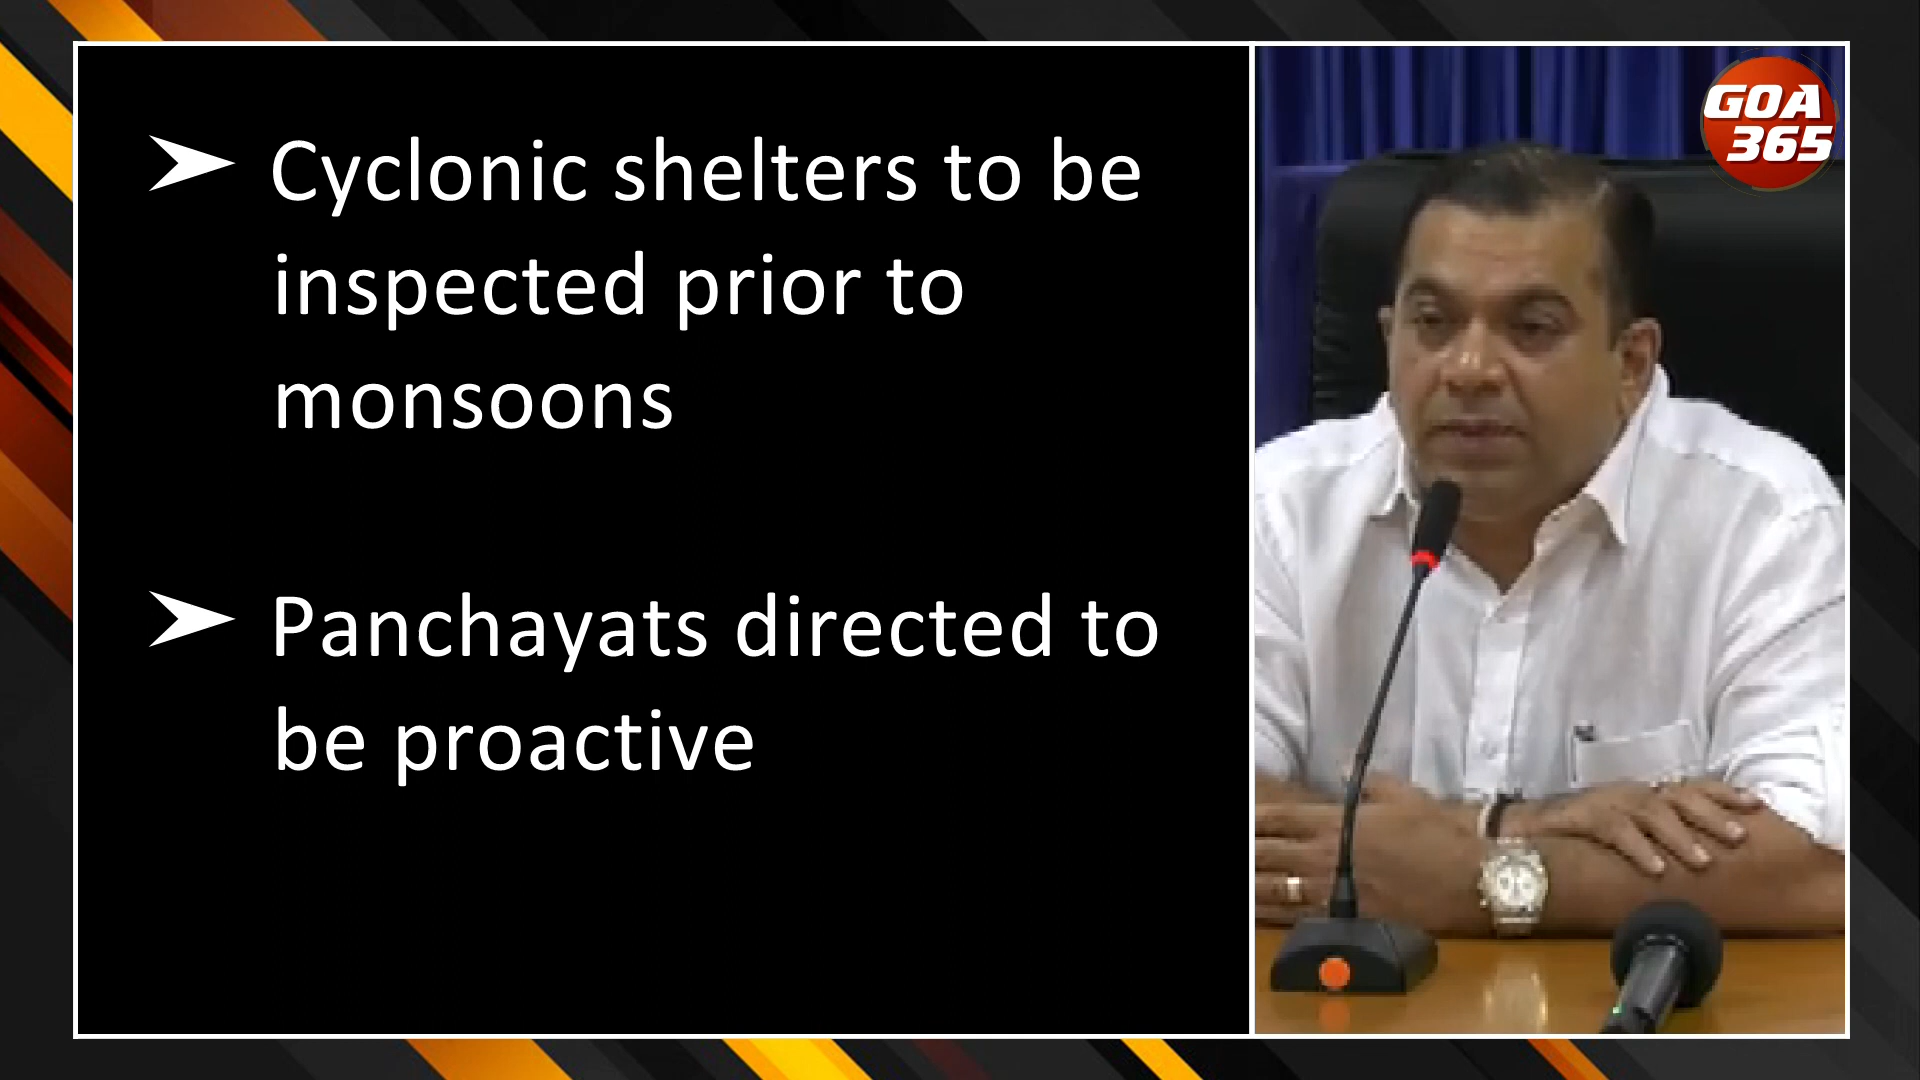 Cyclonic shelters to be
inspected prior to
monsoons
Panchayats directed to
be proactive
GOA
365